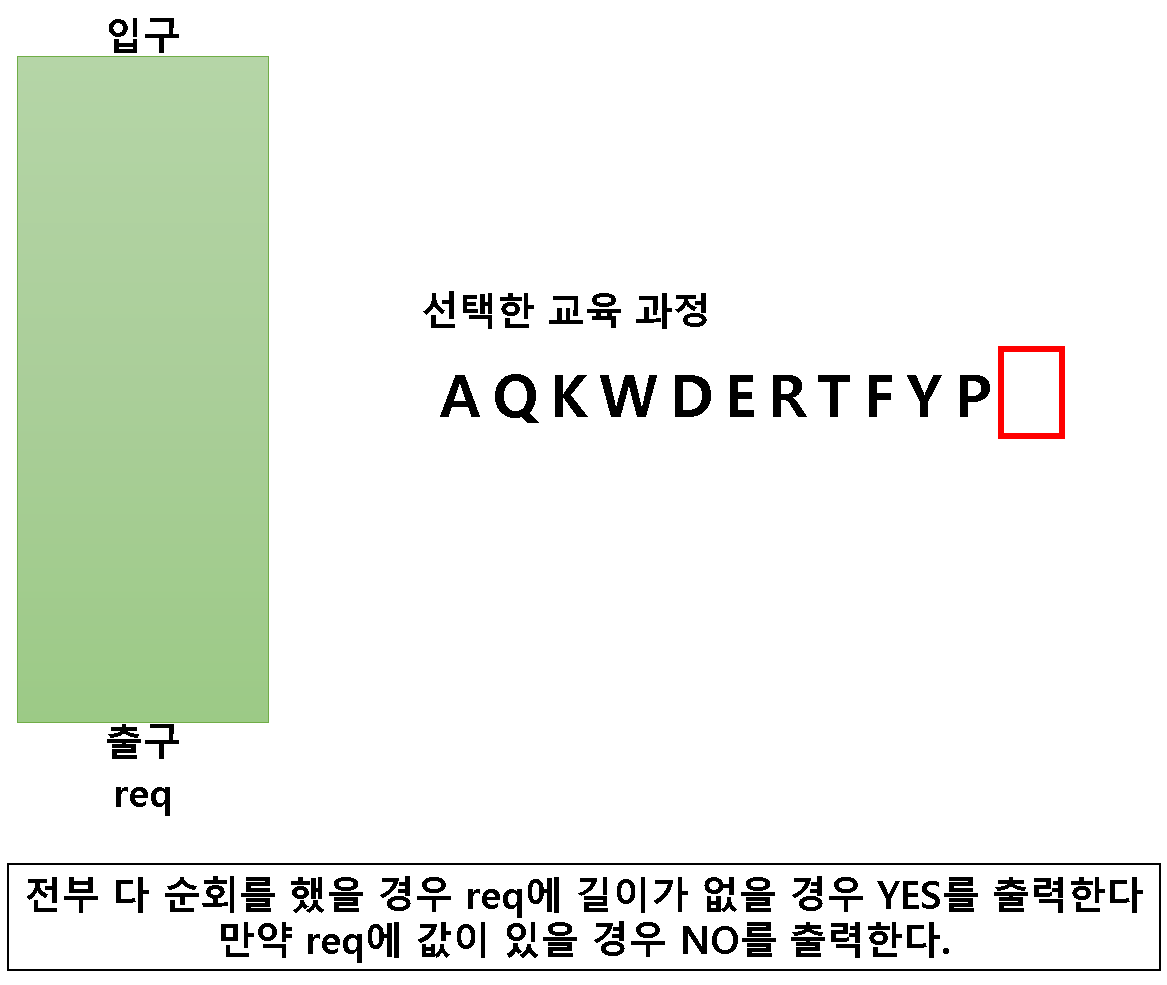 입구
선택한 교육 과정
A Q K W D E R T F Y P
출구
req
전부 다 순회를 했을 경우 req에 길이가 없을 경우 YES를 출력한다
만약 req에 값이 있을 경우 NO를 출력한다.